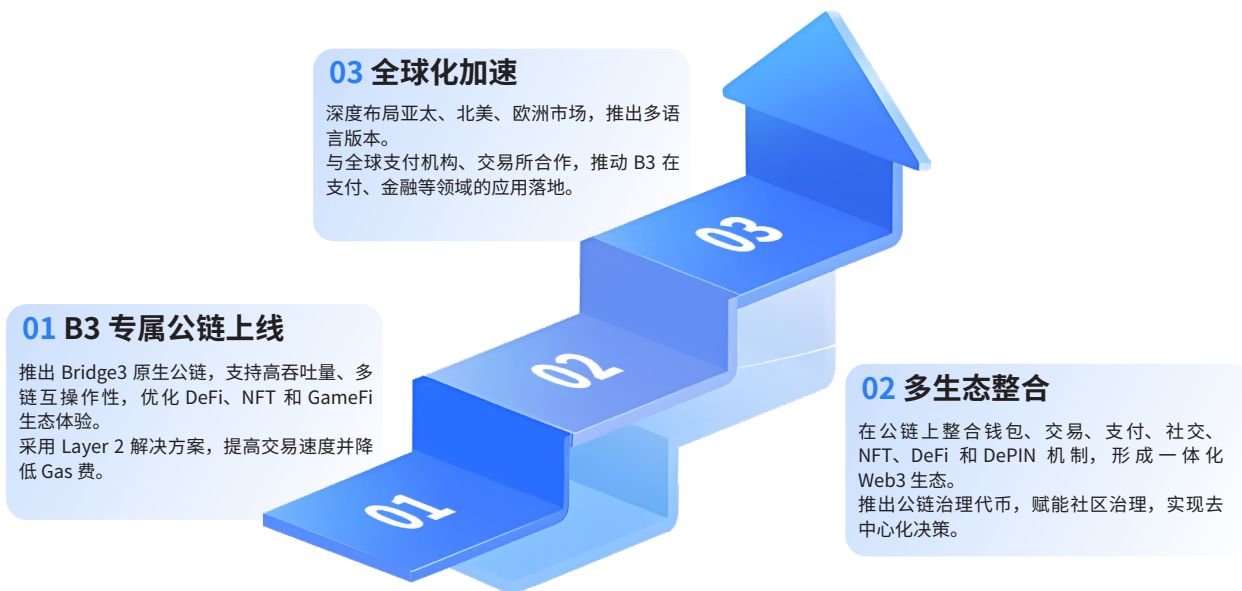 03 全球化加速
深度布局亚太、北美、欧洲市场，推出多语
言版本。
与全球支付机构、交易所合作，推动 B3 在
支付、金融等领域的应用落地。
03
01 B3 专属公链上线
推出 Bridge3 原生公链，支持高吞吐量、多
链互操作性，优化 DeFi、NFT 和 GameFi
生态体验。
采用 Layer 2 解决方案，提高交易速度并降
低 Gas 费。
02
02 多生态整合
在公链上整合钱包、交易、支付、社交、
NFT、DeFi 和 DePIN 机制，形成一体化
Web3 生态。
推出公链治理代币，赋能社区治理，实现去
中心化决策。
01